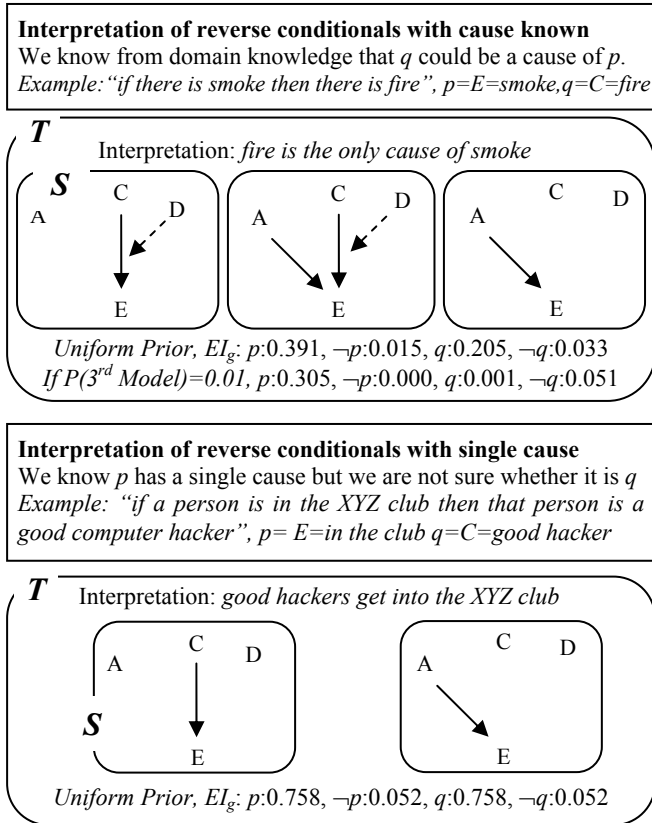 Interpretation of reverse conditionals with cause known
We know from domain knowledge that q could be a cause of p.
Example:“if there is smoke then there is fire”, p=E=smoke,q=C=fire
T
Interpretation: fire is the only cause of smoke
S
A C D
E
A C D
E
A C D
E
Uniform Prior, EIg: p:0.391, ¬p:0.015, q:0.205, ¬q:0.033
If P(3rd Model)=0.01, p:0.305, ¬p:0.000, q:0.001, ¬q:0.051
Interpretation of reverse conditionals with single cause
We know p has a single cause but we are not sure whether it is q
Example: “if a person is in the XYZ club then that person is a
good computer hacker”, p= E=in the club q=C=good hacker
T
Interpretation: good hackers get into the XYZ club
A C D
S
E
A C D
E
Uniform Prior, EIg: p:0.758, ¬p:0.052, q:0.758, ¬q:0.052